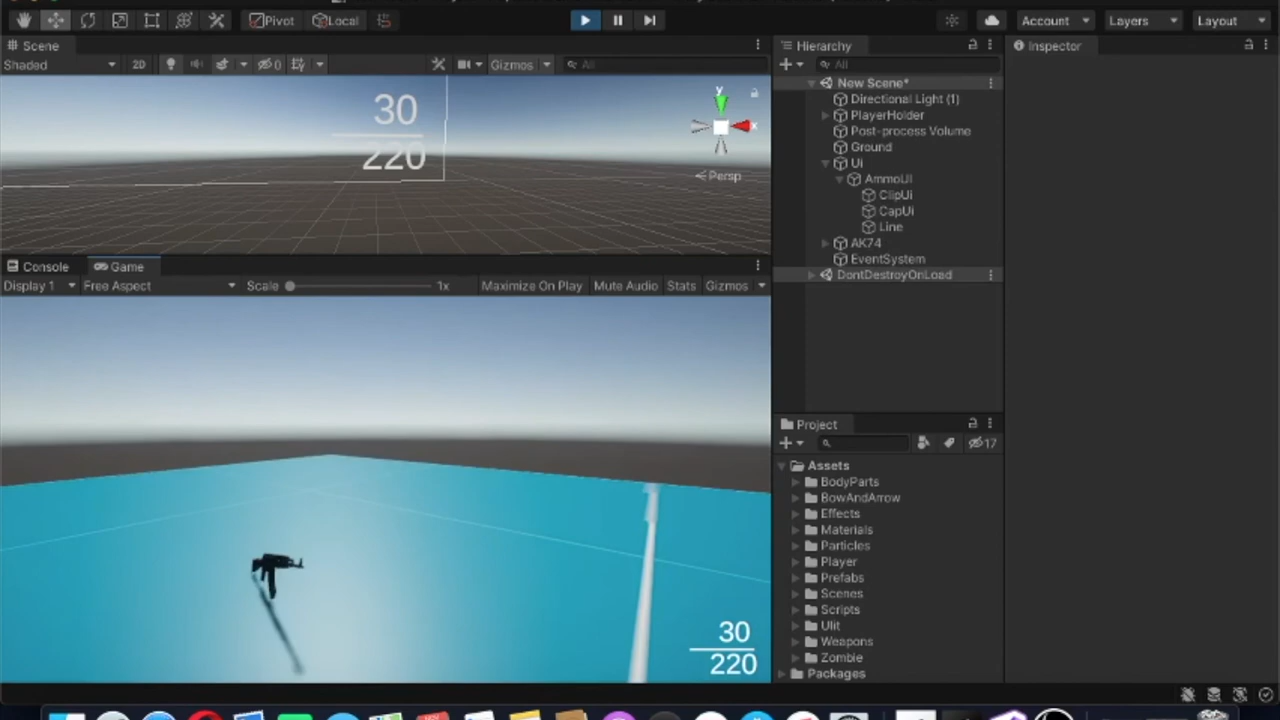 Pivot Local Account Layers Layout
Scene
Shaded 2D 0 Gizmos All
30
220
y
x
Persp
Console Game
Display 1 Free Aspect Scale 1x Maximize On Play Mute Audio Stats Gizmos
30
220
Hierarchy
All
New Scene*
Directional Light (1)
PlayerHolder
Post-process Volume
Ground
Ui
AmmoUI
ClipUi
CapUi
Line
AK74
EventSystem
DontDestroyOnLoad
Inspector
Project
17
Assets
BodyParts
BowAndArrow
Effects
Materials
Particles
Player
Prefabs
Scenes
Scripts
Ulit
Weapons
Zombie
Packages